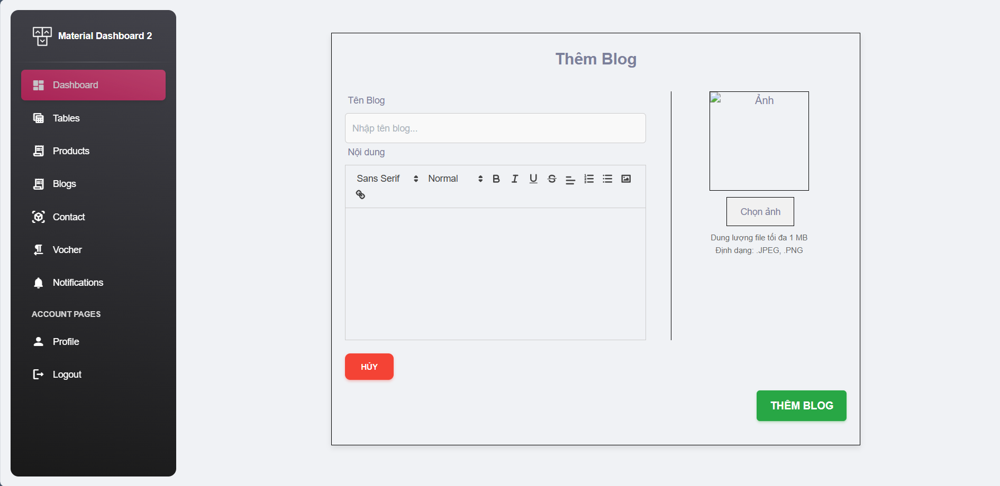 Material Dashboard 2
Dashboard
Tables
Products
Blogs
Contact
Vocher
Notifications
ACCOUNT PAGES
Profile
Logout
Thêm Blog
Tên Blog
Nhập tên blog...
Nội dung
Sans Serif Normal
Ảnh
Chọn ảnh
Dung lượng file tối đa 1 MB
Định dạng: .JPEG, .PNG
HỦY
THÊM BLOG